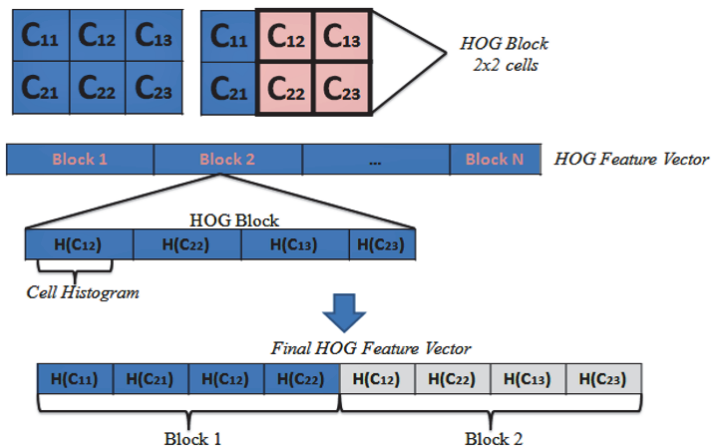 C11 C12 C13 C11 C12 C13
C21 C22 C23 C21 C22 C23
HOG Block
2x2 cells
Block 1 Block 2 ... Block N HOG Feature Vector
HOG Block
H(C12) H(C22) H(C13) H(C23)
Cell Histogram
Final HOG Feature Vector
H(C11) H(C21) H(C12) H(C22) H(C12) H(C22) H(C13) H(C23)
Block 1 Block 2